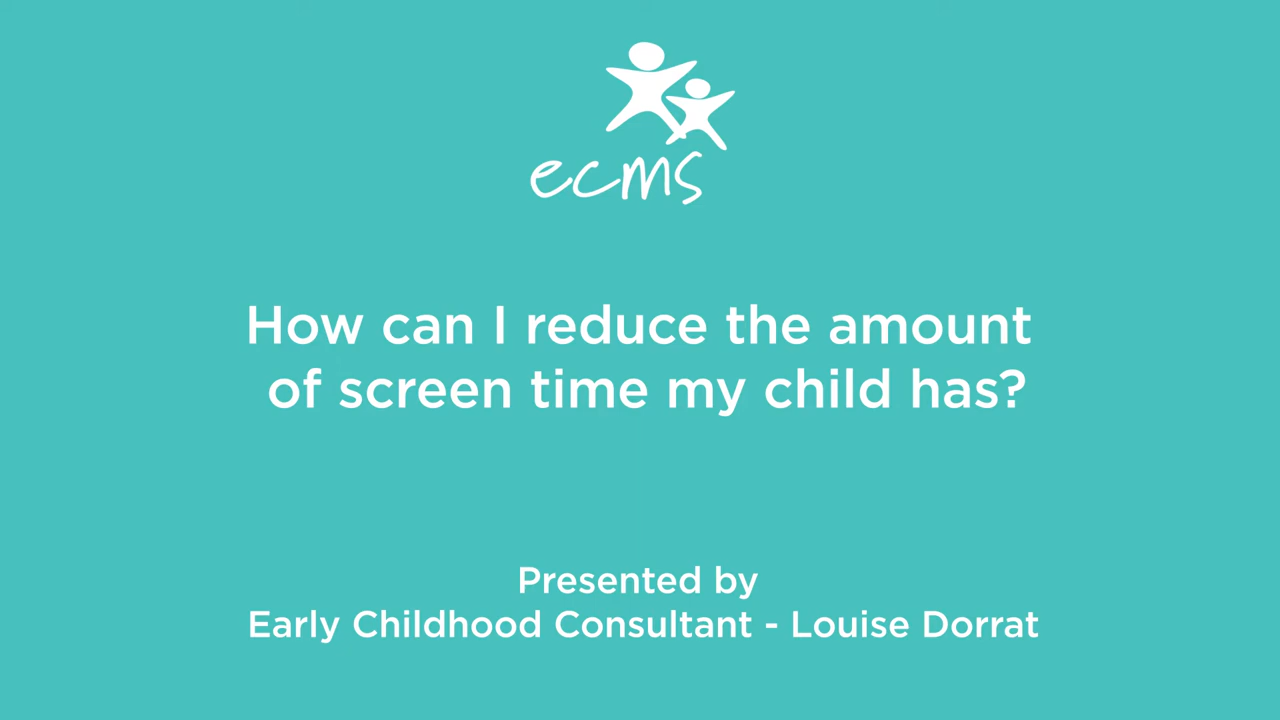 ecms
How can I reduce the amount
of screen time my child has?
Presented by
Early Childhood Consultant - Louise Dorrat